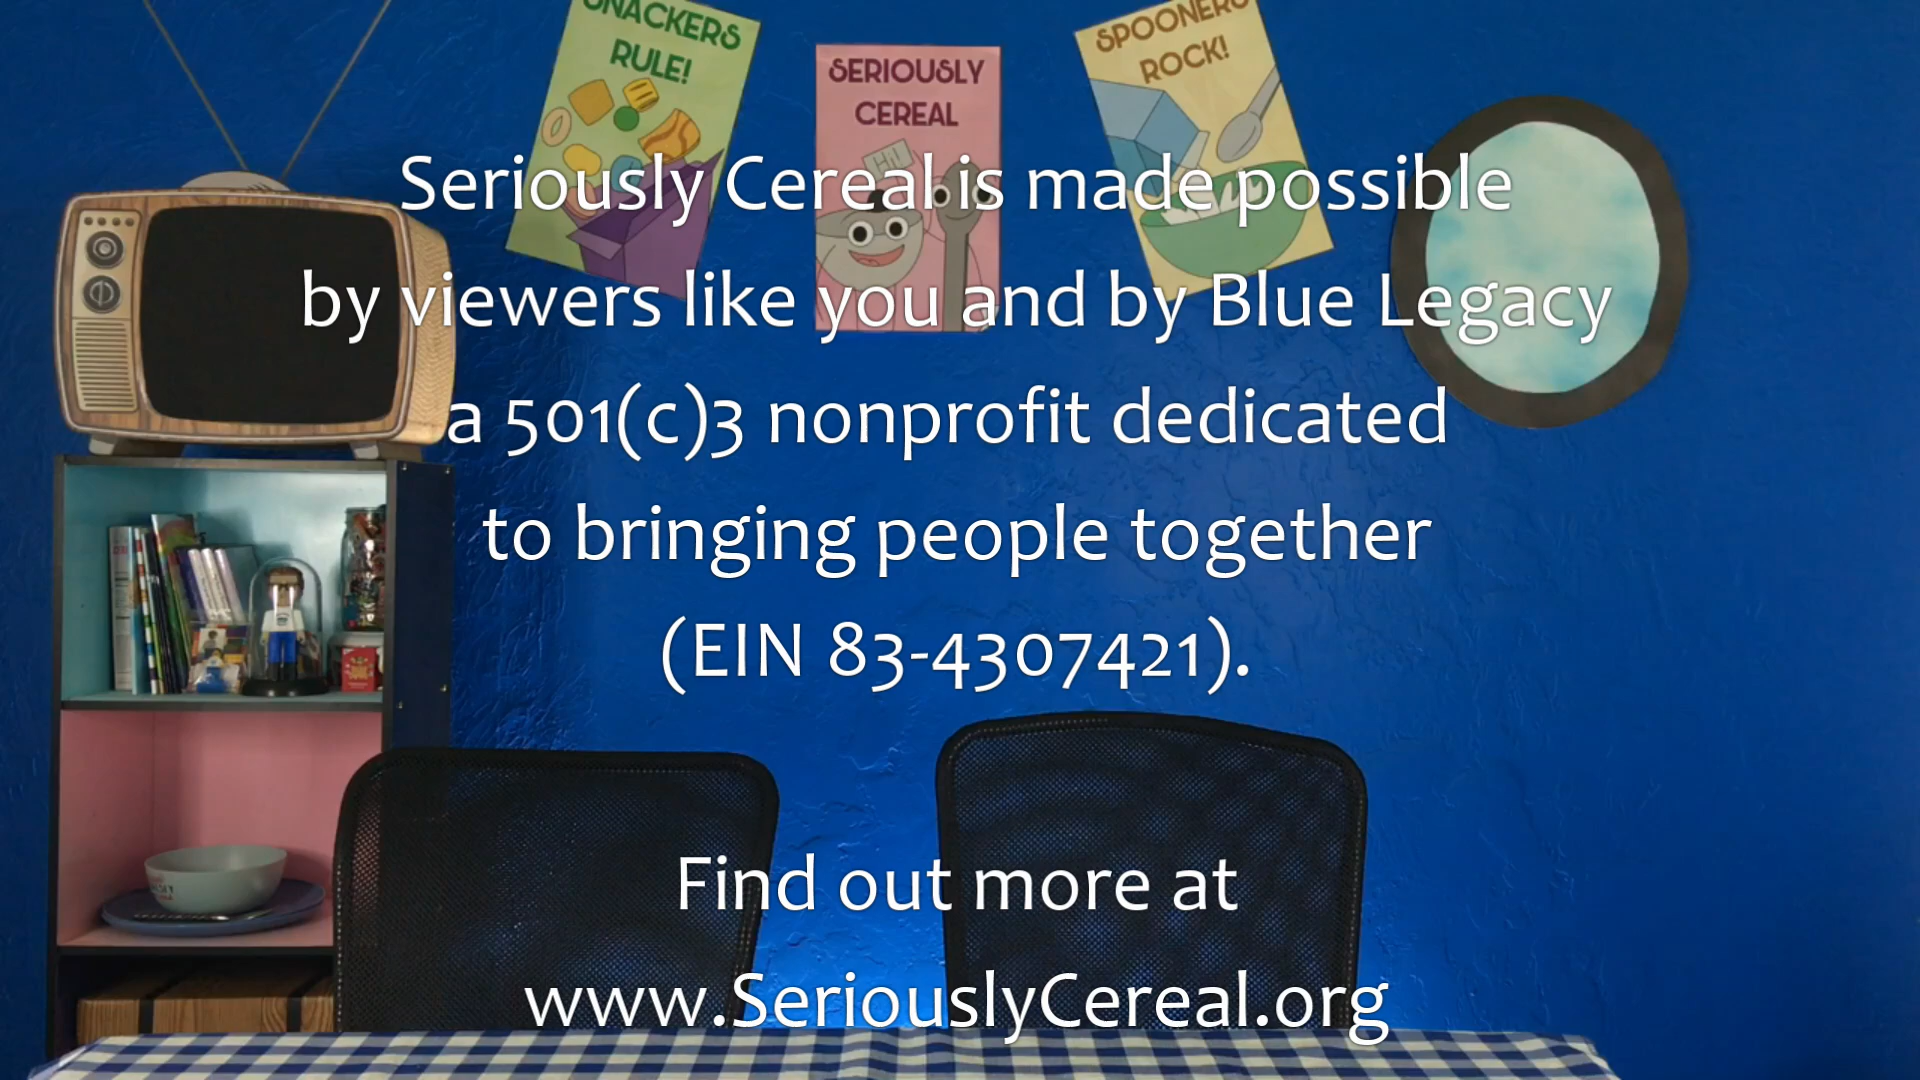 SNACKERS
RULE!
SERIOUSLY
CEREAL
SPOONERS
ROCK!
Seriously Cereal is made possible
by viewers like you and by Blue Legacy
a 501(c)3 nonprofit dedicated
to bringing people together
(EIN 83-4307421).
Find out more at
www.SeriouslyCereal.org